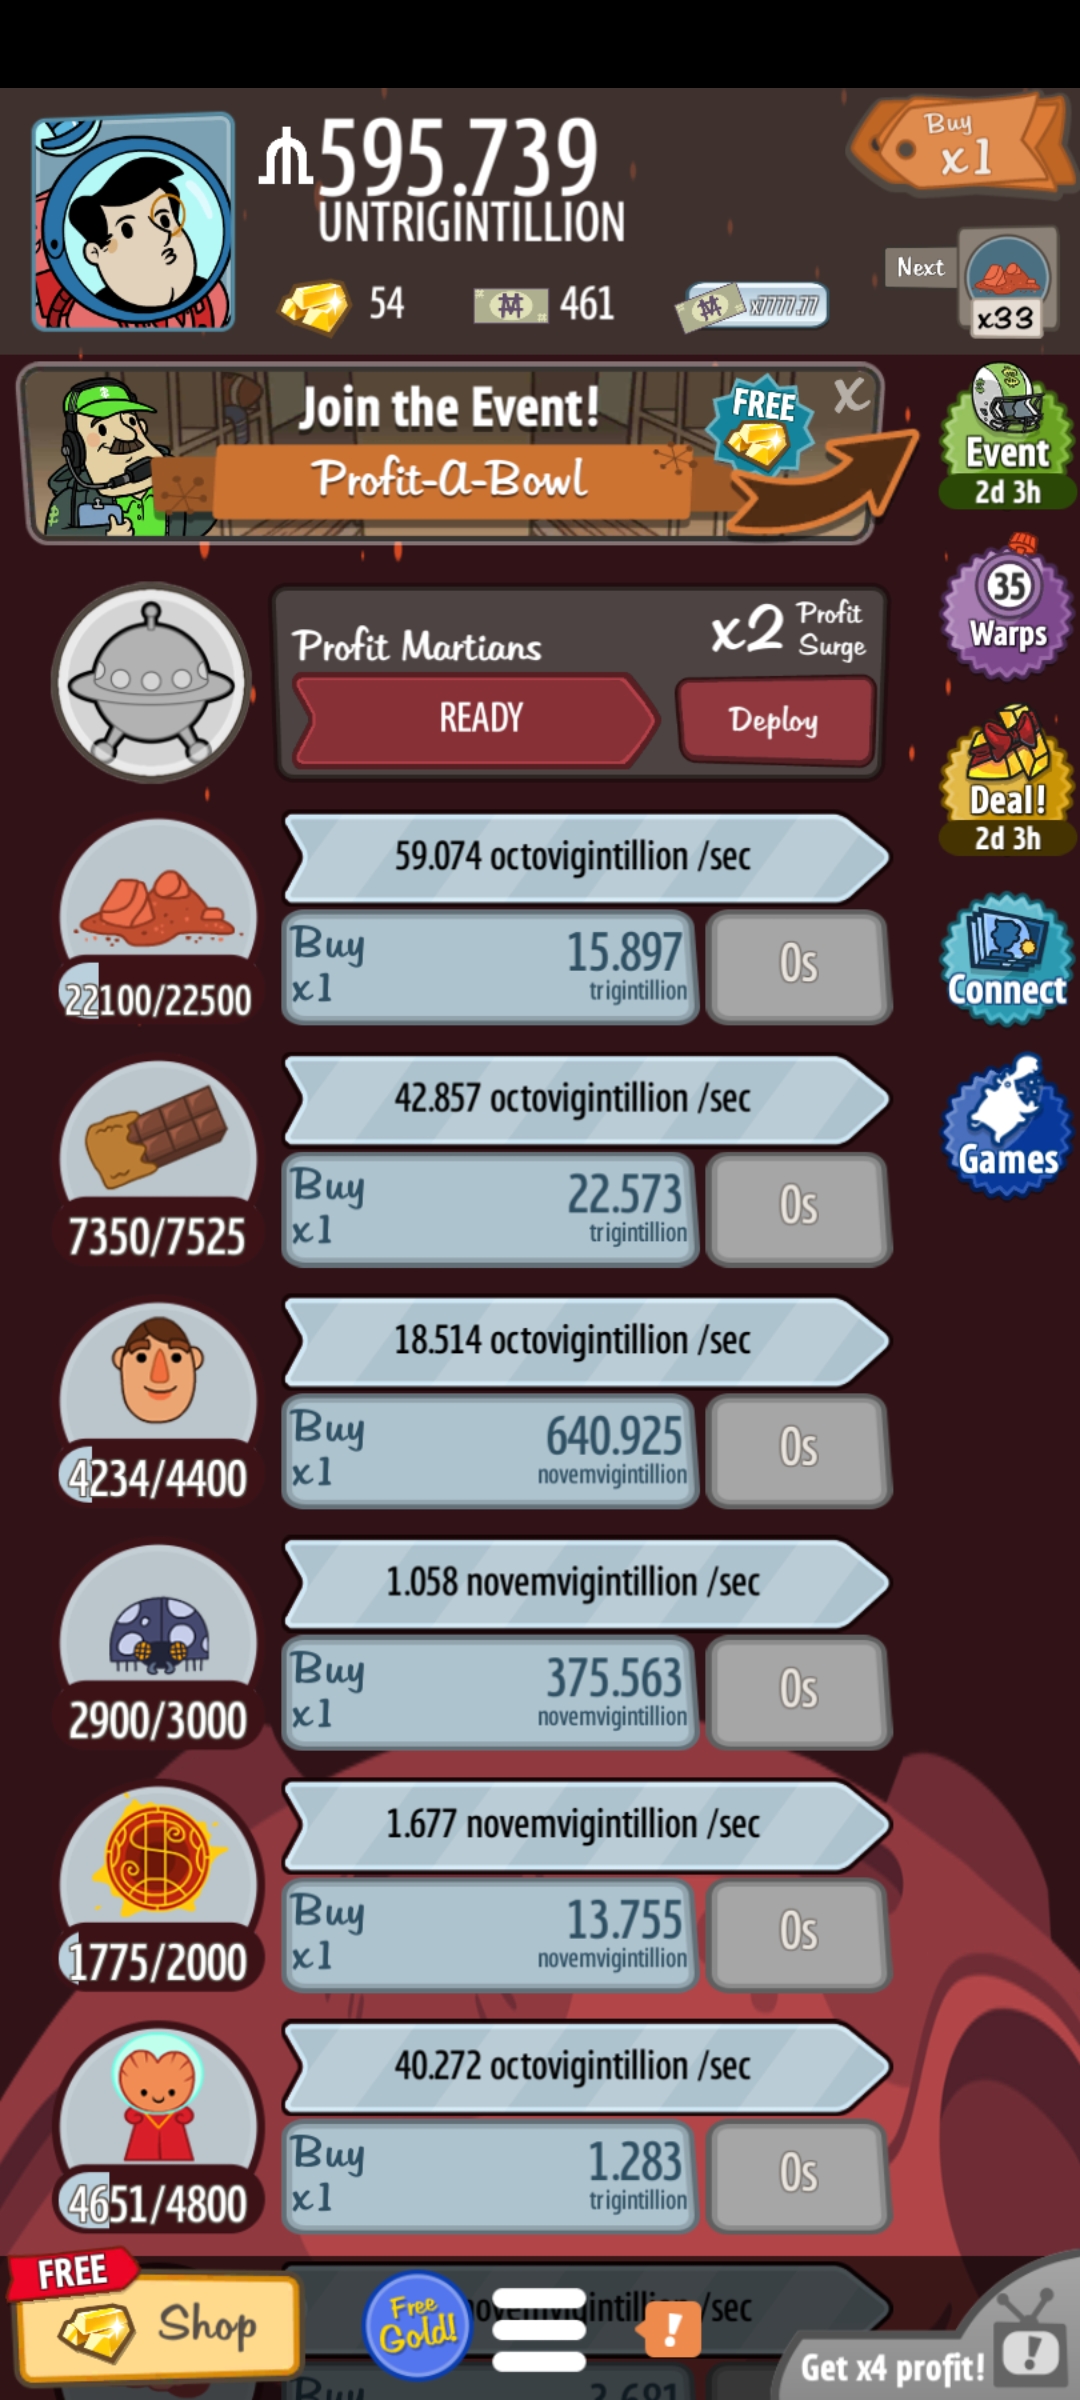 595.739
UNTRIGINTILLION
Buy
x1
54
461
x7777.77
Next
x33
Join the Event!
Profit-A-Bowl
FREE
X
Event
2d 3h
Profit Martians
x2 Profit Surge
READY
Deploy
35
Warps
Deal!
2d 3h
Connect
Games
59.074 octovigintillion /sec
22100/22500
Buy
x1
15.897
trigintillion
0s
42.857 octovigintillion /sec
7350/7525
Buy
x1
22.573
trigintillion
0s
18.514 octovigintillion /sec
4234/4400
Buy
x1
640.925
novemvigintillion
0s
1.058 novemvigintillion /sec
2900/3000
Buy
x1
375.563
novemvigintillion
0s
1.677 novemvigintillion /sec
1775/2000
Buy
x1
13.755
novemvigintillion
0s
40.272 octovigintillion /sec
4651/4800
Buy
x1
1.283
trigintillion
0s
FREE
Shop
Free
Gold!
/sec
!
Get x4 profit!
!
Buy
2.681